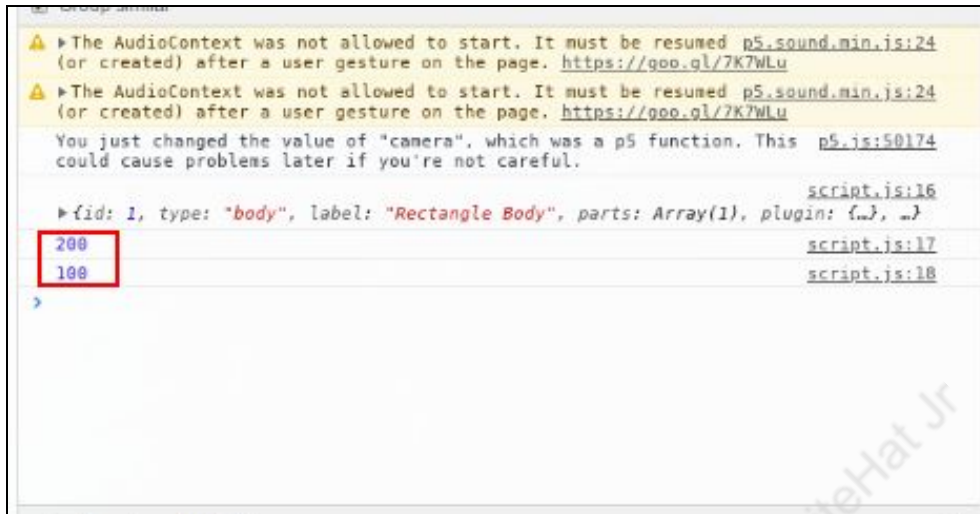 Group Similar
▶The AudioContext was not allowed to start. It must be resumed p5.sound.min.js:24
(or created) after a user gesture on the page. https://goo.gl/7K7WLu
▶The AudioContext was not allowed to start. It must be resumed p5.sound.min.js:24
(or created) after a user gesture on the page. https://goo.gl/7K7WLu
You just changed the value of "camera", which was a p5 function. This p5.js:50174
could cause problems later if you're not careful.
script.js:16
▶{id: 1, type: "body", label: "Rectangle Body", parts: Array(1), plugin: {…}, …}
200 script.js:17
100 script.js:18
>
iteHat Jr